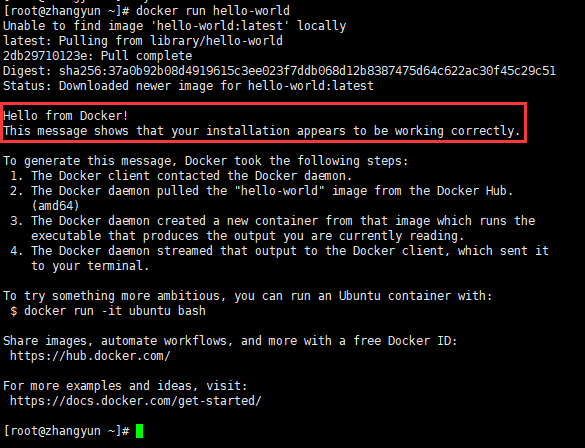 [root@zhangyun ~]# docker run hello-world
Unable to find image 'hello-world:latest' locally
latest: Pulling from library/hello-world
2db29710123e: Pull complete
Digest: sha256:37a0b92b08d4919615c3ee023f7ddb068d12b8387475d64c622ac30f45c29c51
Status: Downloaded newer image for hello-world:latest
Hello from Docker!
This message shows that your installation appears to be working correctly.
To generate this message, Docker took the following steps:
1. The Docker client contacted the Docker daemon.
2. The Docker daemon pulled the "hello-world" image from the Docker Hub.
(amd64)
3. The Docker daemon created a new container from that image which runs the
executable that produces the output you are currently reading.
4. The Docker daemon streamed that output to the Docker client, which sent it
to your terminal.
To try something more ambitious, you can run an Ubuntu container with:
$ docker run -it ubuntu bash
Share images, automate workflows, and more with a free Docker ID:
https://hub.docker.com/
For more examples and ideas, visit:
https://docs.docker.com/get-started/
[root@zhangyun ~]#